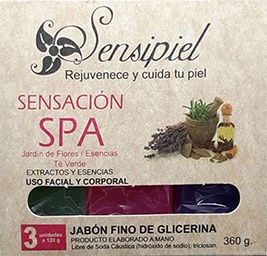 Sensipiel
Rejuvenece y cuida tu piel
SENSACIÓN
SPA
Jardín de Flores / Esencias
Té Verde
EXTRACTOS Y ESENCIAS
USO FACIAL Y CORPORAL
3 unidades x 120 g
JABÓN FINO DE GLICERINA
PRODUCTO ELABORADO A MANO
Libre de Soda Cáustica (hidróxido de sodio), triclosan,
360 g.